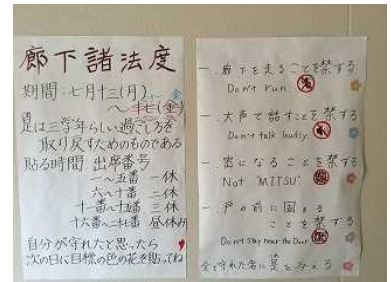 廊下諸法度
期間:七月十三(月)
～十七(金)
是は三学年らしい過ごしかたを
取り戻すためのものである
貼る時間 出席番号
一～五番 一休
六～十番 二休
十一番～十五番 三休
十六番～二七番 昼休み
自分が守れたと思ったら
次の日に目標の色の花を貼ってね
一、廊下を走ることを禁ずる
Don't run
一、大声で話すことを禁ずる
Don't talk loudly
一、密になることを禁ずる
Not "MITSU"
一、戸の前に固まる
ことを禁ずる
Don't stay near the Door
全て守れた者に
を与える